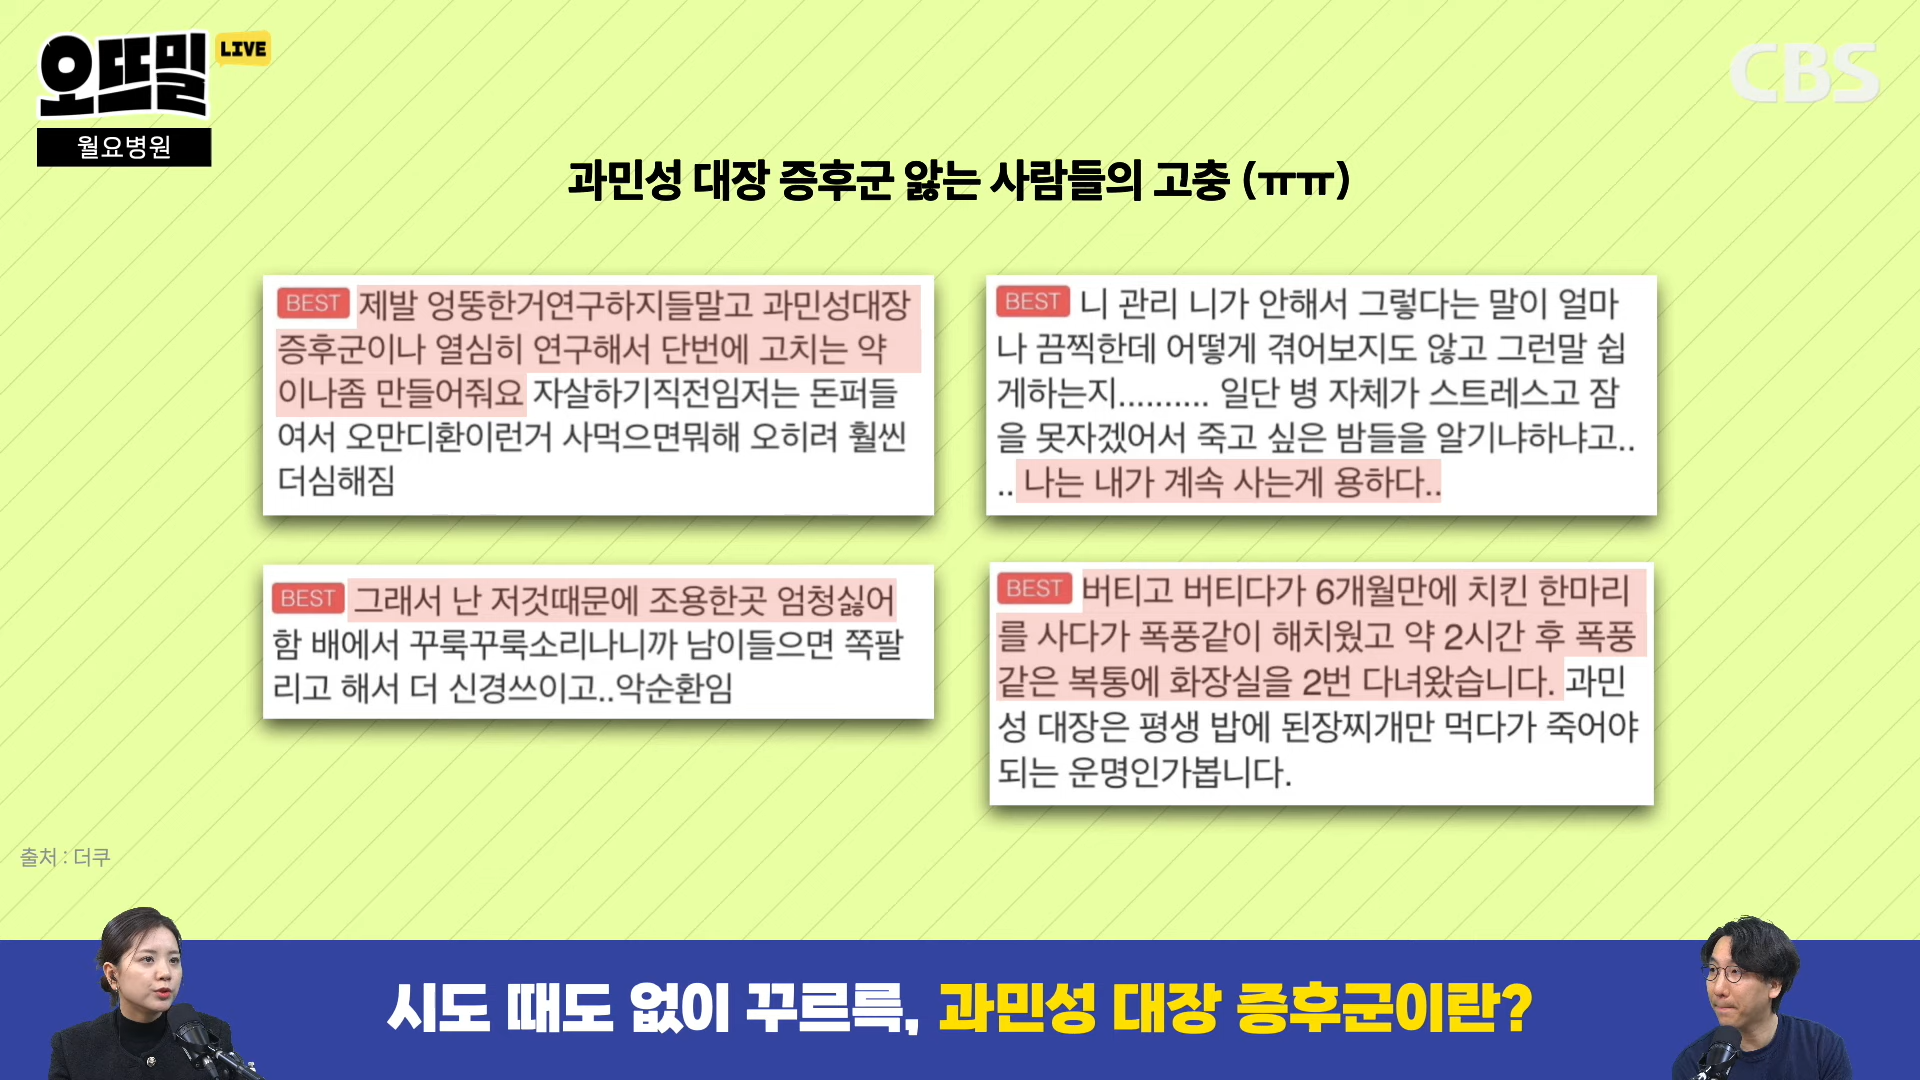 오뜨밀 LIVE
월요병원
CBS
과민성 대장 증후군 앓는 사람들의 고충 (ㅠㅠ)
BEST 제발 엉뚱한거연구하지들말고 과민성대장
증후군이나 열심히 연구해서 단번에 고치는 약
이나좀 만들어줘요 자살하기직전임저는 돈퍼들
여서 오만디환이런거 사먹으면뭐해 오히려 훨씬
더심해짐
BEST 니 관리 니가 안해서 그렇다는 말이 얼마
나 끔찍한데 어떻게 겪어보지도 않고 그런말 쉽
게하는지.......... 일단 병 자체가 스트레스고 잠
을 못자겠어서 죽고 싶은 밤들을 알기냐하냐고..
.. 나는 내가 계속 사는게 용하다..
BEST 그래서 난 저것때문에 조용한곳 엄청싫어
함 배에서 꾸룩꾸룩소리나니까 남이들으면 쪽팔
리고 해서 더 신경쓰이고..악순환임
BEST 버티고 버티다가 6개월만에 치킨 한마리
를 사다가 폭풍같이 해치웠고 약 2시간 후 폭풍
같은 복통에 화장실을 2번 다녀왔습니다. 과민
성 대장은 평생 밥에 된장찌개만 먹다가 죽어야
되는 운명인가봅니다.
출처 : 더쿠
시도 때도 없이 꾸르륵, 과민성 대장 증후군이란?